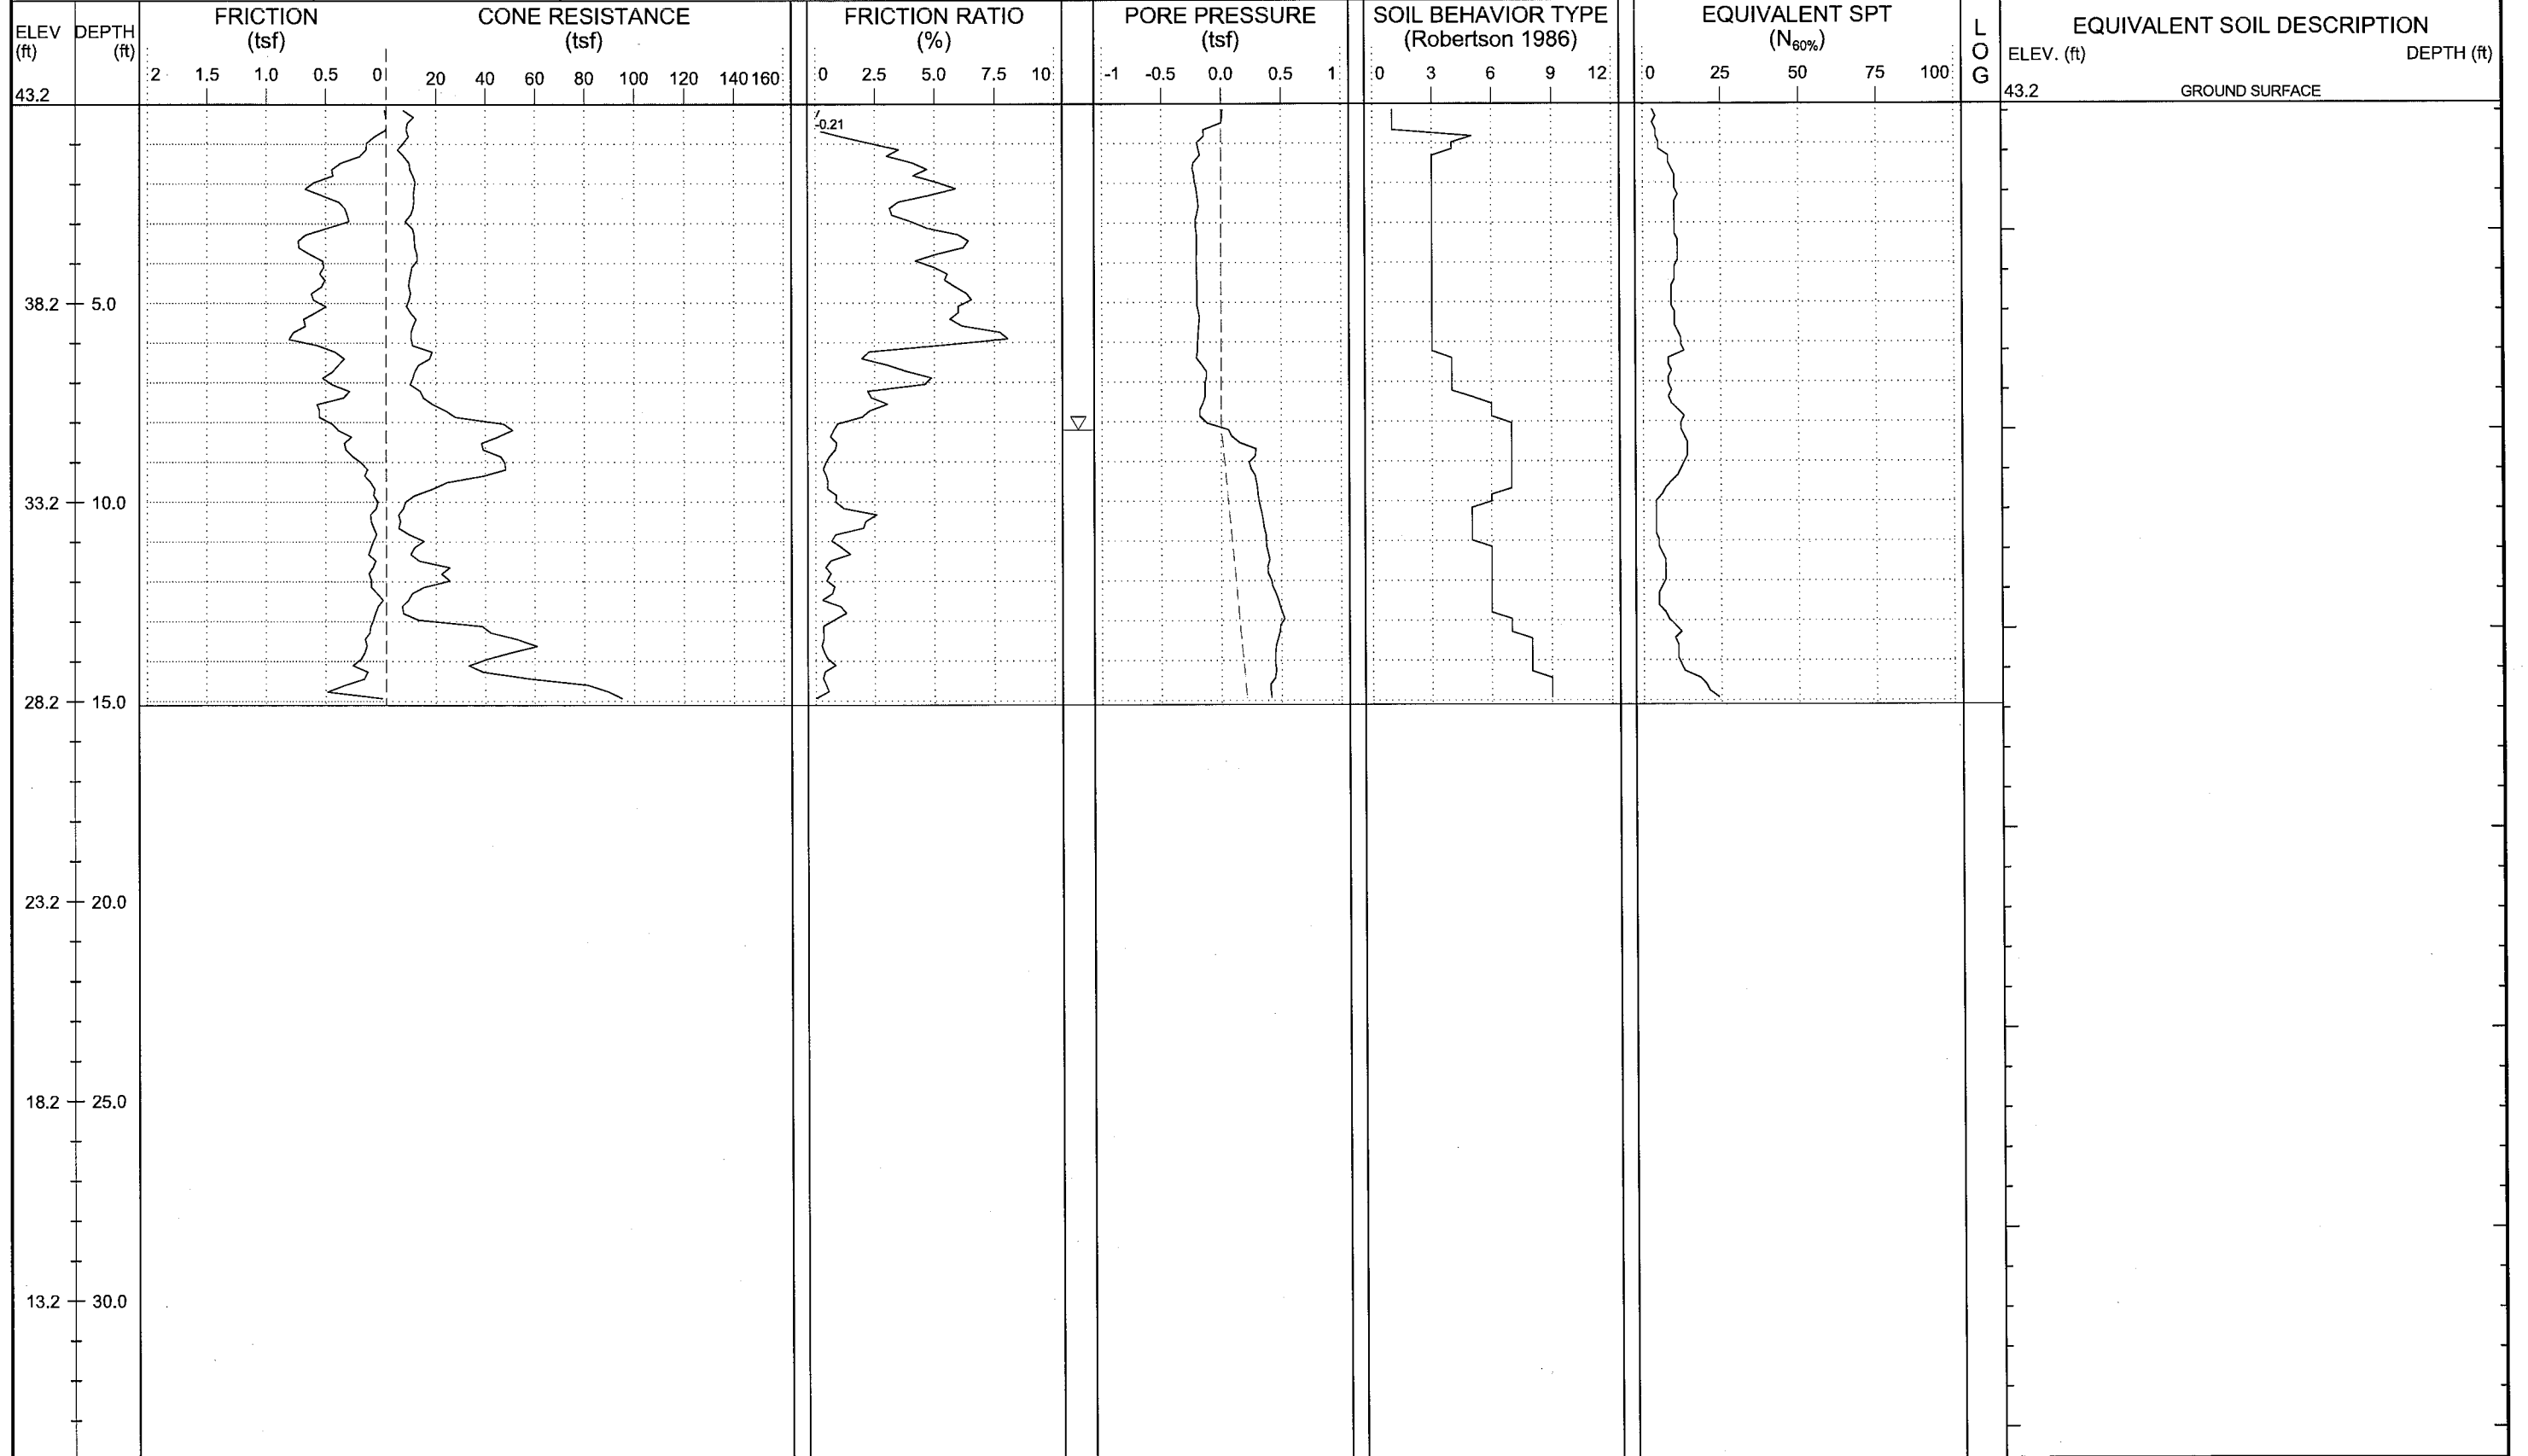 ELEV
(ft)
DEPTH
(ft)
43.2
FRICTION
(tsf)
2 1.5 1.0 0.5 0
CONE RESISTANCE
(tsf)
20 40 60 80 100 120 140 160
FRICTION RATIO
(%)
0 2.5 5.0 7.5 10
PORE PRESSURE
(tsf)
-1 -0.5 0.0 0.5 1
SOIL BEHAVIOR TYPE
(Robertson 1986)
0 3 6 9 12
EQUIVALENT SPT
(N60%)
0 25 50 75 100
L
O
G
EQUIVALENT SOIL DESCRIPTION
ELEV. (ft) DEPTH (ft)
43.2 GROUND SURFACE
-0.21
38.2 5.0
33.2 10.0
28.2 15.0
23.2 20.0
18.2 25.0
13.2 30.0